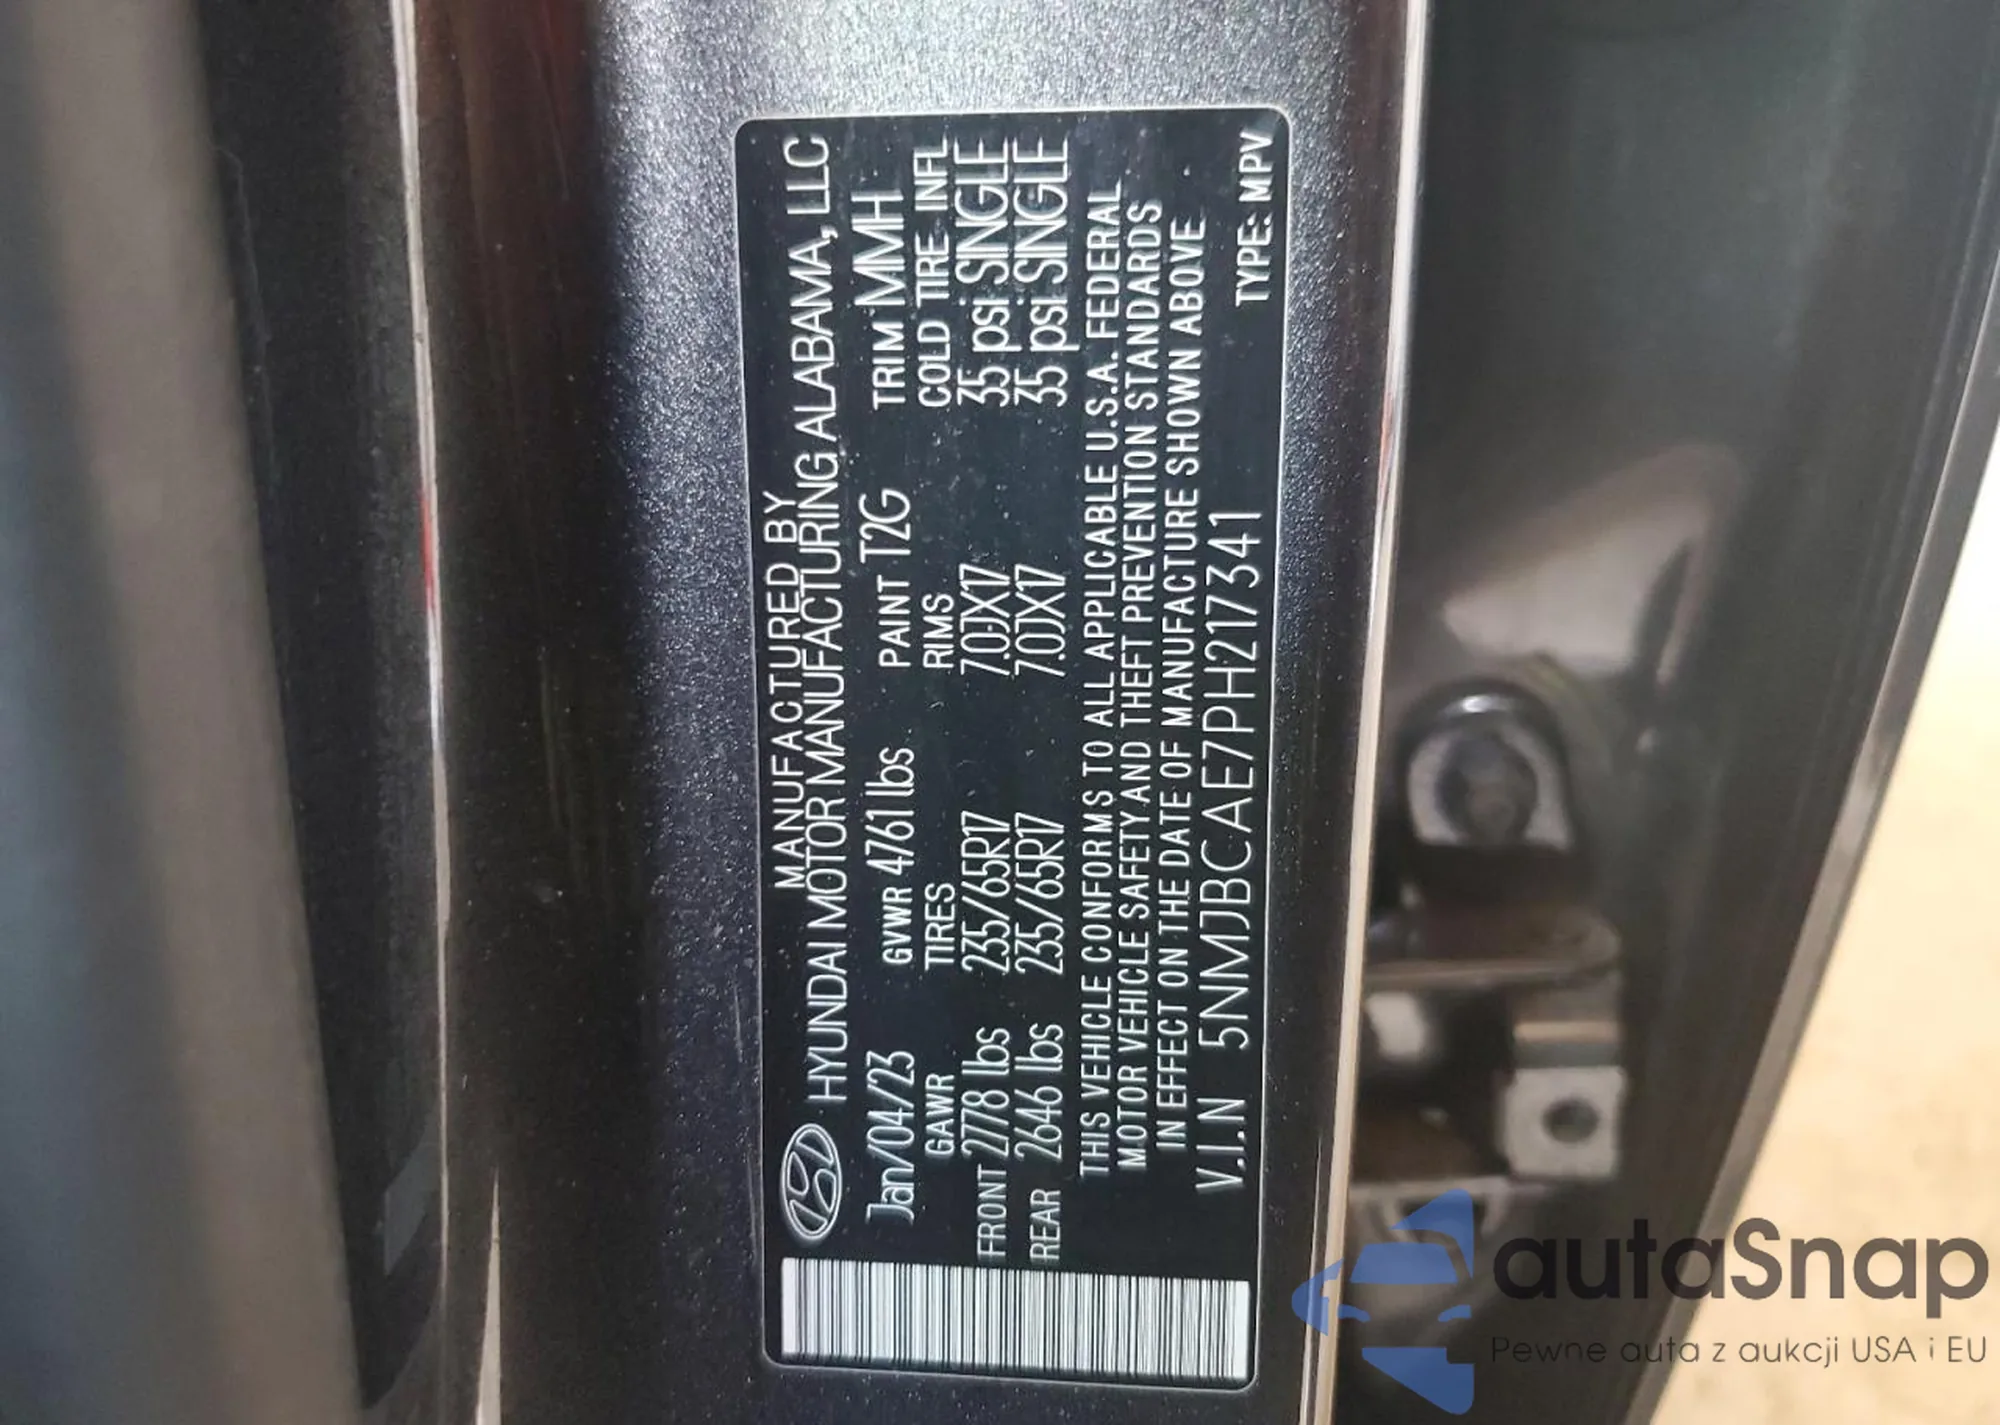 MANUFACTURED BY
HYUNDAI MOTOR MANUFACTURING ALABAMA, LLC
Jan/04/23 GVWR 4761 lbs PAINT T2G TRIM MMH
GAWR TIRES RIMS COLD TIRE INFL
FRONT 2778 lbs 235/65R17 7.0JX17 35 psi SINGLE
REAR 2646 lbs 235/65R17 7.0JX17 35 psi SINGLE
THIS VEHICLE CONFORMS TO ALL APPLICABLE U.S.A. FEDERAL
MOTOR VEHICLE SAFETY AND THEFT PREVENTION STANDARDS
IN EFFECT ON THE DATE OF MANUFACTURE SHOWN ABOVE
V.I.N 5NMJBCAE7PH217341 TYPE: MPV
autaSnap
Pewne auta z aukcji USA i EU